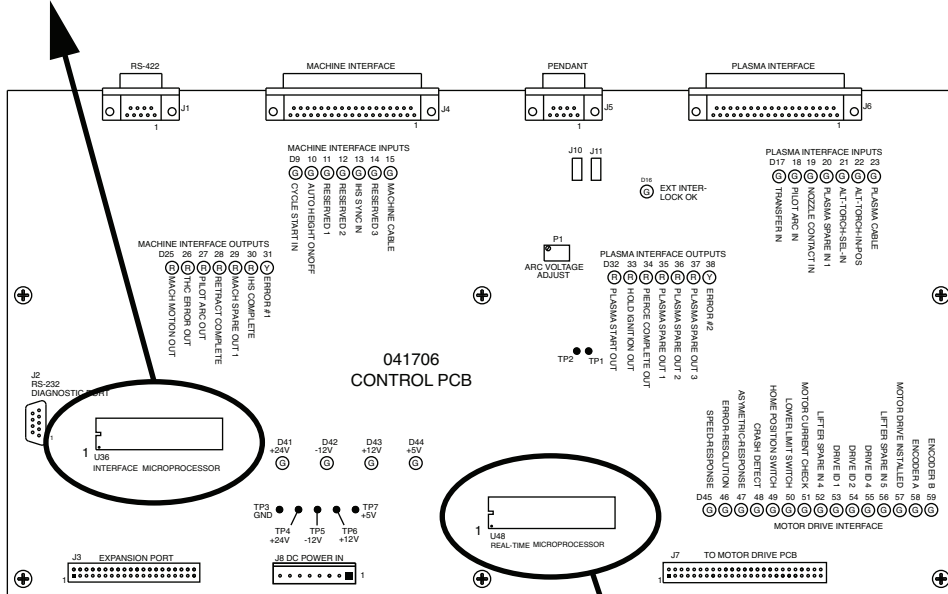 RS-422
MACHINE INTERFACE
PENDANT
PLASMA INTERFACE
J1
1
J4
1
J5
1
J6
1
MACHINE INTERFACE INPUTS
D9 10 11 12 13 14 15
G G G G G G G
CYCLE START IN
AUTO HEIGHT ON/OFF
RESERVED 1
RESERVED 2
IHS SYNC IN
RESERVED 3
MACHINE CABLE
J10 J11
D16
G
EXT INTER-
LOCK OK
PLASMA INTERFACE INPUTS
D17 18 19 20 21 22 23
G G G G G G G
TRANSFER IN
PILOT ARC IN
NOZZLE CONTACT IN
PLASMA SPARE IN 1
ALT-TORCH-SEL-IN
ALT-TORCH-IN-POS
PLASMA CABLE
MACHINE INTERFACE OUTPUTS
D25 26 27 28 29 30 31
R R R R R R Y
MACH MOTION OUT
THC ERROR OUT
PILOT ARC OUT
RETRACT COMPLETE
MACH SPARE OUT 1
IHS COMPLETE
ERROR #1
P1
ARC VOLTAGE
ADJUST
PLASMA INTERFACE OUTPUTS
D32 33 34 35 36 37 38
R R R R R R Y
PLASMA START OUT
HOLD IGNITION OUT
PIERCE COMPLETE OUT
PLASMA SPARE OUT 1
PLASMA SPARE OUT 2
PLASMA SPARE OUT 3
ERROR #2
TP2 TP1
041706
CONTROL PCB
J2
RS-232
DIAGNOSTIC PORT
1
1
U36
INTERFACE MICROPROCESSOR
D41
+24V
G
D42
-12V
G
D43
+12V
G
D44
+5V
G
TP3
GND
TP4
+24V
TP5
-12V
TP6
+12V
TP7
+5V
1
U48
REAL-TIME MICROPROCESSOR
SPEED-RESPONSE
ERROR-RESOLUTION
ASYMETRIC-RESPONSE
CRASH DETECT
HOME POSITION SWITCH
LOWER LIMIT SWITCH
MOTOR CURRENT CHECK
LIFTER SPARE IN 4
DRIVE ID 1
DRIVE ID 2
DRIVE ID 4
LIFTER SPARE IN 5
MOTOR DRIVE INSTALLED
ENCODER A
ENCODER B
D45 46 47 48 49 50 51 52 53 54 55 56 57 58 59
G G G G G G G G G G G G G G G
MOTOR DRIVE INTERFACE
J3 EXPANSION PORT
1
J8 DC POWER IN
1
J7 TO MOTOR DRIVE PCB
1